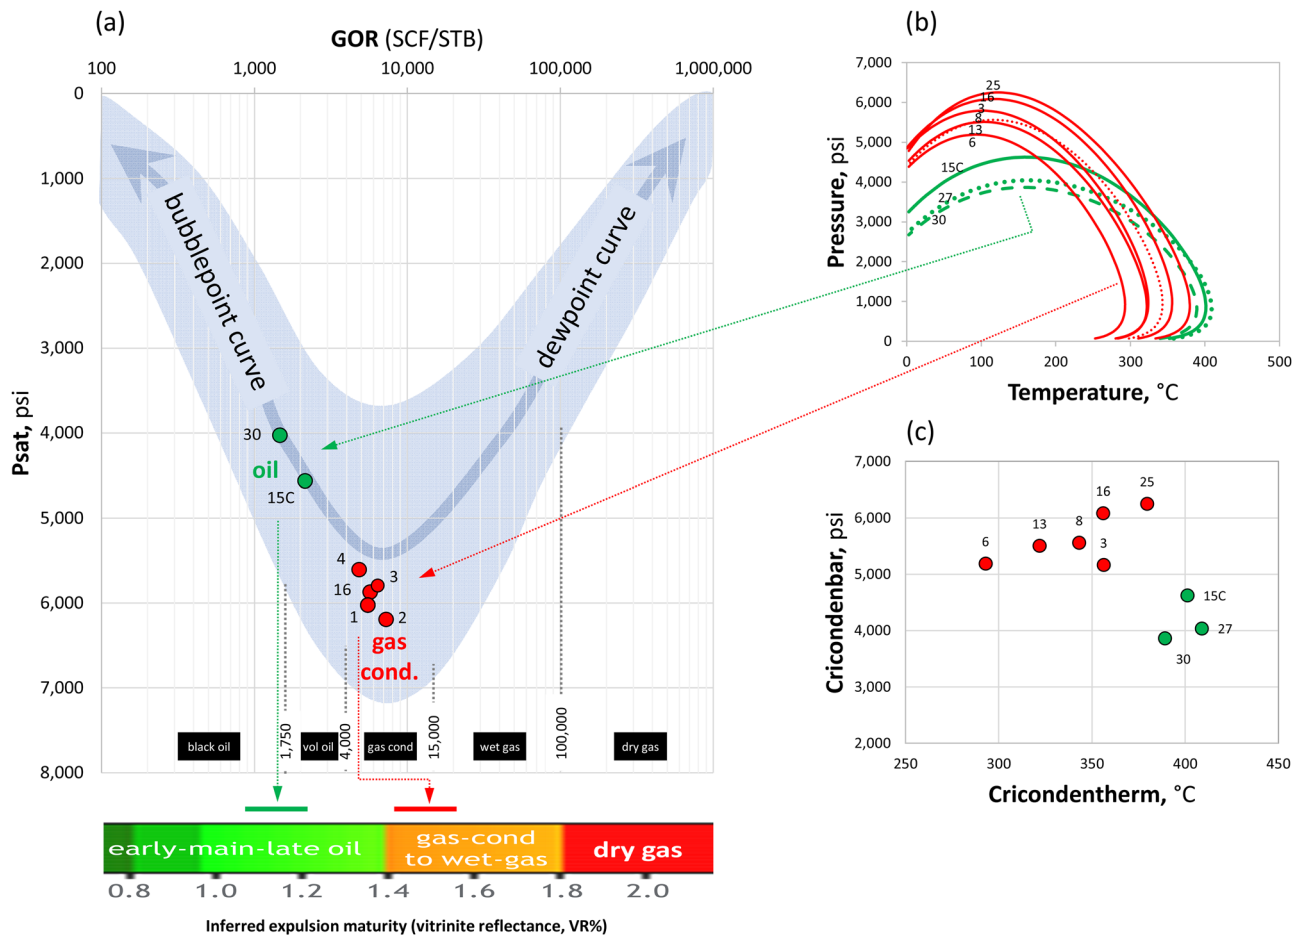 (a)
GOR (SCF/STB)
100
1,000
10,000
100,000
1,000,000
0
1,000
2,000
3,000
4,000
5,000
6,000
7,000
8,000
Psat, psi
bubblepoint curve
dewpoint curve
30
oil
15C
4
3
16
1
2
gas
cond.
black oil
1,750
vol oil
4,000
gas cond
15,000
wet gas
100,000
dry gas
early-main-late oil
gas-cond
to wet-gas
dry gas
0.8
1.0
1.2
1.4
1.6
1.8
2.0
Inferred expulsion maturity (vitrinite reflectance, VR%)
(b)
7,000
6,000
5,000
4,000
3,000
2,000
1,000
0
Pressure, psi
25
16
3
8
13
6
15C
27
30
0
100
200
300
400
500
Temperature, °C
(c)
7,000
6,000
5,000
4,000
3,000
2,000
Cricondenbar, psi
25
16
13
8
6
3
15C
27
30
250
300
350
400
450
Cricondentherm, °C